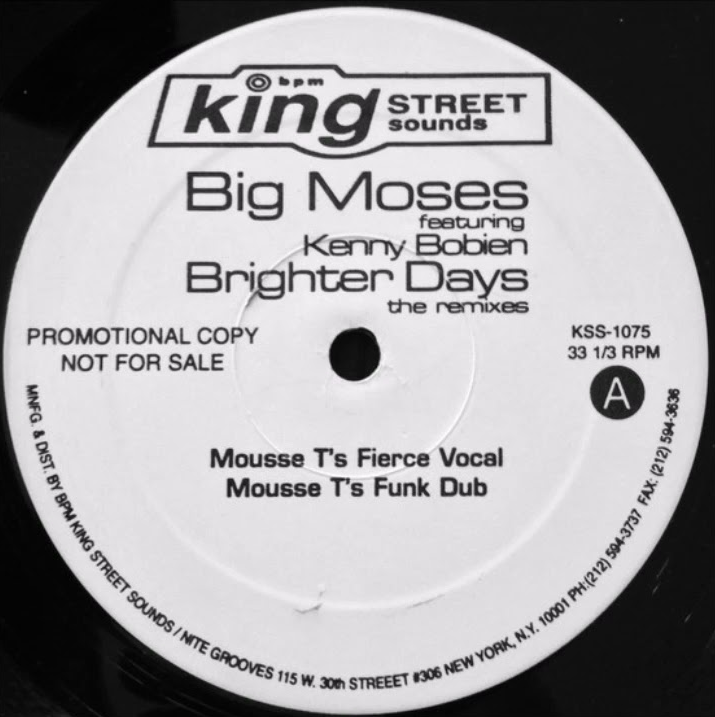 bpm
king STREET
sounds
Big Moses
featuring
Kenny Bobien
Brighter Days
the remixes
PROMOTIONAL COPY
NOT FOR SALE
KSS-1075
33 1/3 RPM
A
Mousse T's Fierce Vocal
Mousse T's Funk Dub
MNFG. & DIST. BY BPM KING STREET SOUNDS / NITE GROOVES 115 W. 30th STREEET #306 NEW YORK, N.Y. 10001 PH:(212) 594-3737 FAX: (212) 594-3636